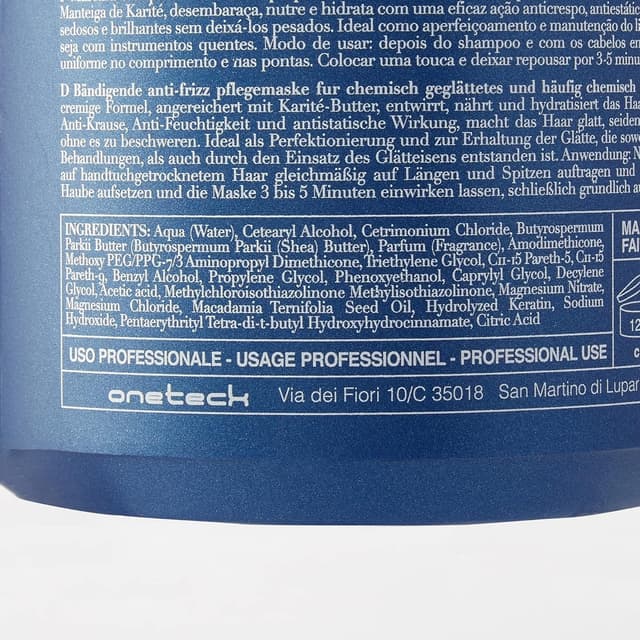 Manteiga de Karité, desembaraça, nutre e hidrata com uma eficaz ação anticrespo, antiestátic
sedosos e brilhantes sem deixá-los pesados. Ideal como aperfeiçoamento e manutenção do li
seja com instrumentos quentes. Modo de usar: depois do shampoo e com os cabelos em
uniforme no comprimento e nas pontas. Colocar uma touca e deixar repousar por 3-5 minu
D Bändigende anti-frizz pflegemaske fur chemisch geglättetes und häufig chemisch
cremige Formel, angereichert mit Karité-Butter, entwirrt, nährt und hydratisiert das Haa
Anti-Krause, Anti-Feuchtigkeit und antistatische Wirkung, macht das Haar glatt, seiden
ohne es zu beschweren. Ideal als Perfektionierung und zur Erhaltung der Glätte, die sow
Behandlungen, als auch durch den Einsatz des Glätteisens entstanden ist. Anwendung: N
auf handtuchgetrocknetem Haar gleichmäßig auf Längen und Spitzen auftragen und
Haube aufsetzen und die Maske 3 bis 5 Minuten einwirken lassen, schließlich gründlich au
INGREDIENTS: Aqua (Water), Cetearyl Alcohol, Cetrimonium Chloride, Butyrospermum
Parkii Butter (Butyrospermum Parkii (Shea) Butter), Parfum (Fragrance), Amodimethicone,
Methoxy PEG/PPG-7/3 Aminopropyl Dimethicone, Triethylene Glycol, C11-15 Pareth-5, C11-15
Pareth-9, Benzyl Alcohol, Propylene Glycol, Phenoxyethanol, Caprylyl Glycol, Decylene
Glycol, Acetic acid, Methylchloroisothiazolinone Methylisothiazolinone, Magnesium Nitrate,
Magnesium Chloride, Macadamia Ternifolia Seed Oil, Hydrolyzed Keratin, Sodium
Hydroxide, Pentaerythrityl Tetra-di-t-butyl Hydroxyhydrocinnamate, Citric Acid
MA
FAI
12
USO PROFESSIONALE - USAGE PROFESSIONNEL - PROFESSIONAL USE
oneteck Via dei Fiori 10/C 35018 San Martino di Lupar